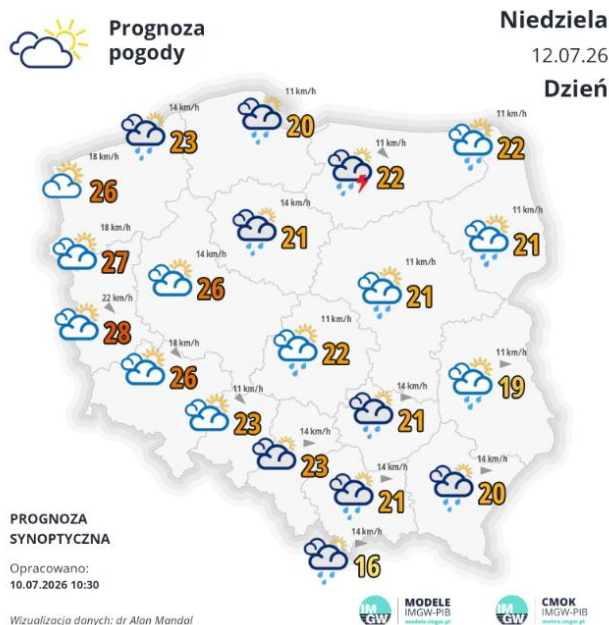 Prognoza
pogody
Niedziela
12.07.26
Dzień
11 km/h
20
14 km/h
23
11 km/h
22
11 km/h
22
18 km/h
26
14 km/h
21
11 km/h
21
18 km/h
27
14 km/h
26
11 km/h
21
22 km/h
28
11 km/h
22
18 km/h
26
11 km/h
19
11 km/h
23
14 km/h
21
14 km/h
23
14 km/h
21
14 km/h
20
14 km/h
16
PROGNOZA
SYNOPTYCZNA
Opracowano:
10.07.2026 10:30
Wizualizacja danych: dr Alan Mandal
IM
GW
MODELE
IMGW-PIB
modele.imgw.pl
IM
GW
CMOK
IMGW-PIB
meteo.imgw.pl